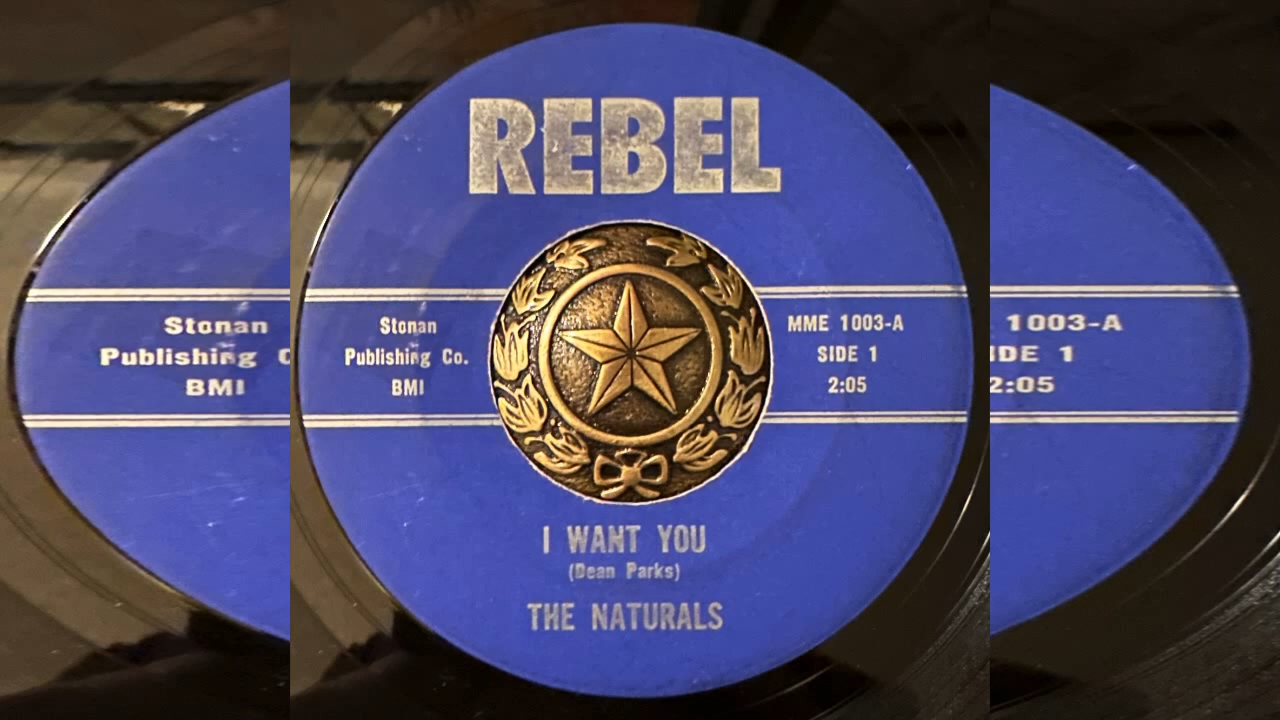 REBEL
Stonan
Publishing Co.
BMI
MME 1003-A
SIDE 1
2:05
I WANT YOU
(Dean Parks)
THE NATURALS
Stonan
Publishing C
BMI
1003-A
IDE 1
2:05